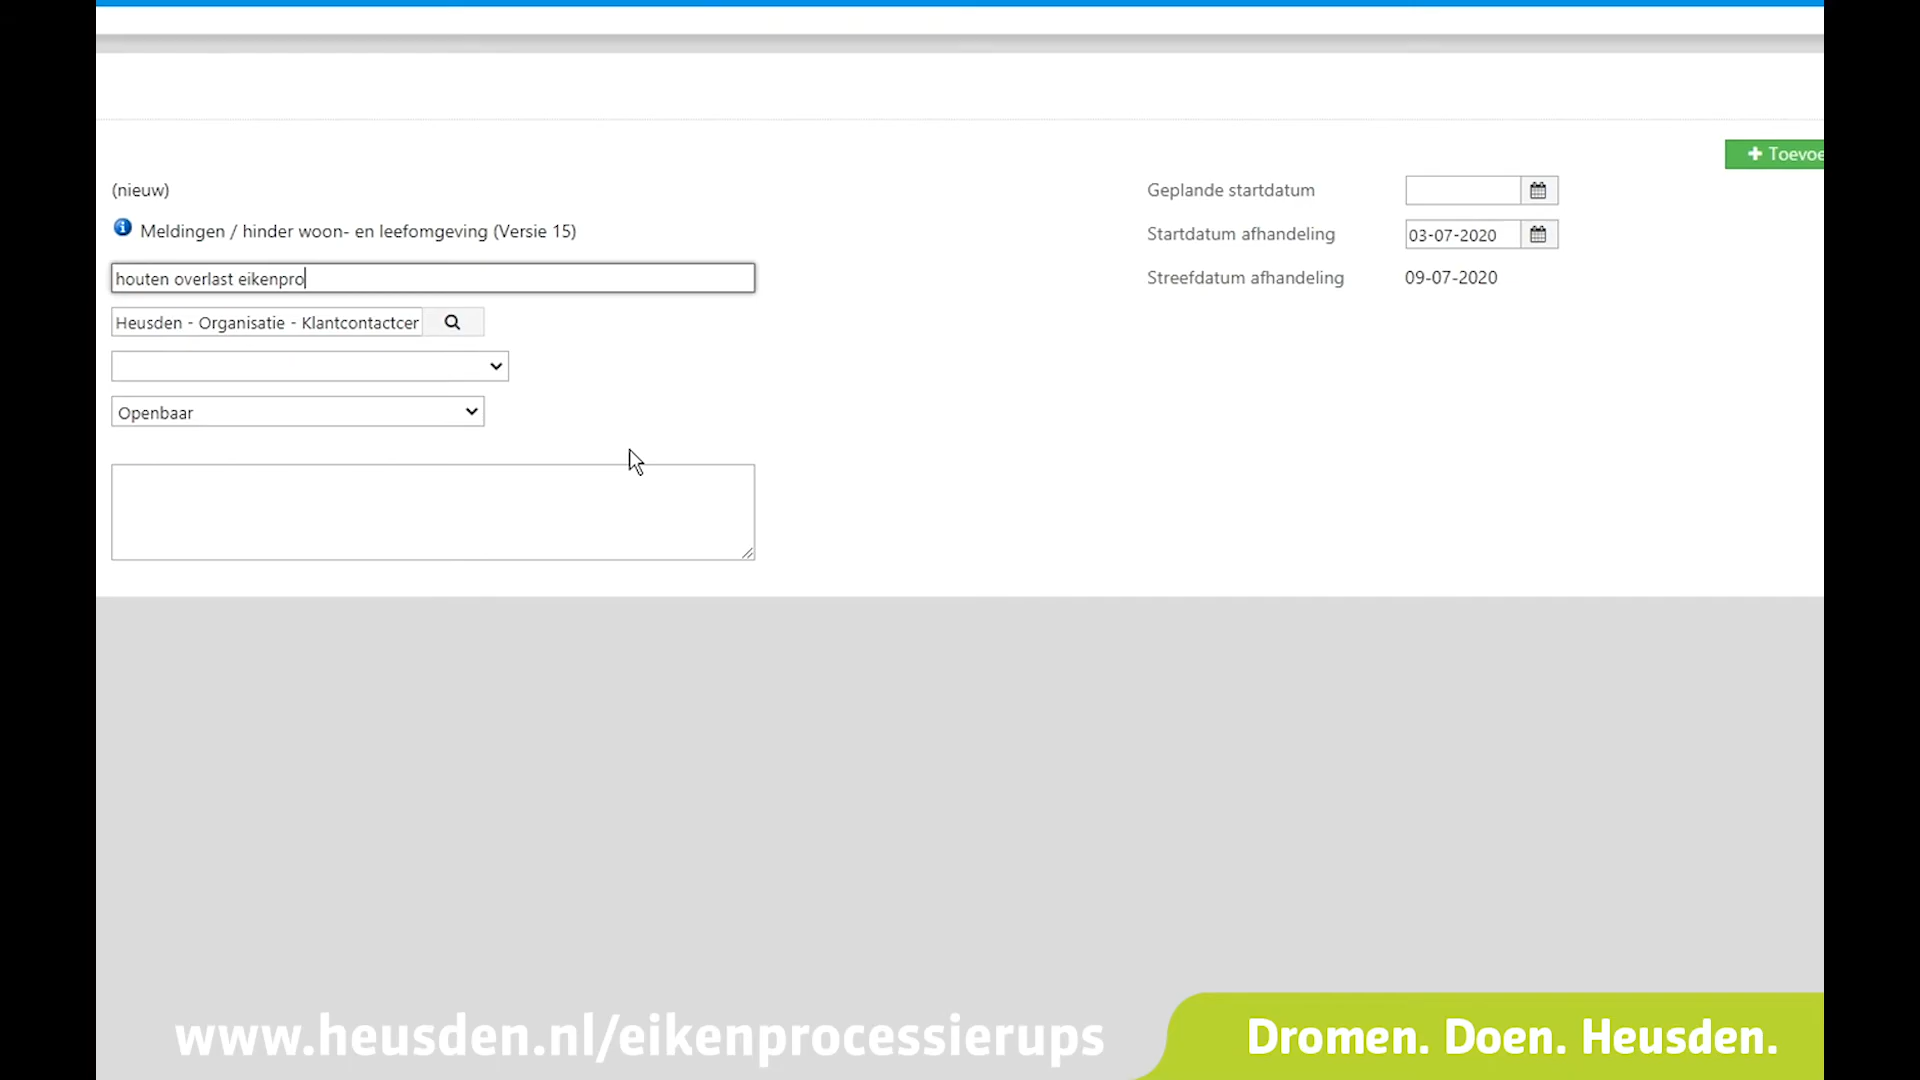 Toevoe
(nieuw)
Geplande startdatum
Meldingen / hinder woon- en leefomgeving (Versie 15)
Startdatum afhandeling
03-07-2020
houten overlast eikenpro
Streefdatum afhandeling
09-07-2020
Heusden - Organisatie - Klantcontactcer
Openbaar
www.heusden.nl/eikenprocessierups
Dromen. Doen. Heusden.